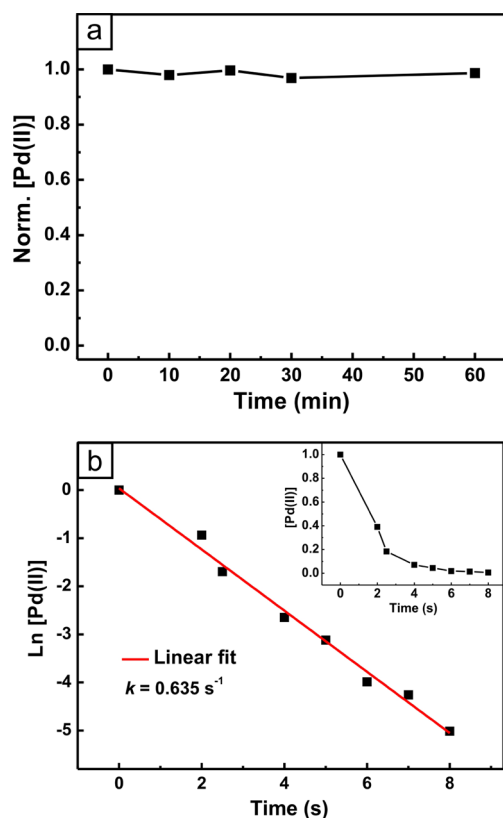 a
1.0
0.8
0.6
0.4
0.2
0.0
Norm. [Pd(II)]
0 10 20 30 40 50 60
Time (min)
b
0
-1
-2
-3
-4
-5
Ln [Pd(II)]
Linear fit
k = 0.635 s⁻¹
0 2 4 6 8
Time (s)
1.0
0.8
0.6
0.4
0.2
0.0
[Pd(II)]
0 2 4 6 8
Time (s)